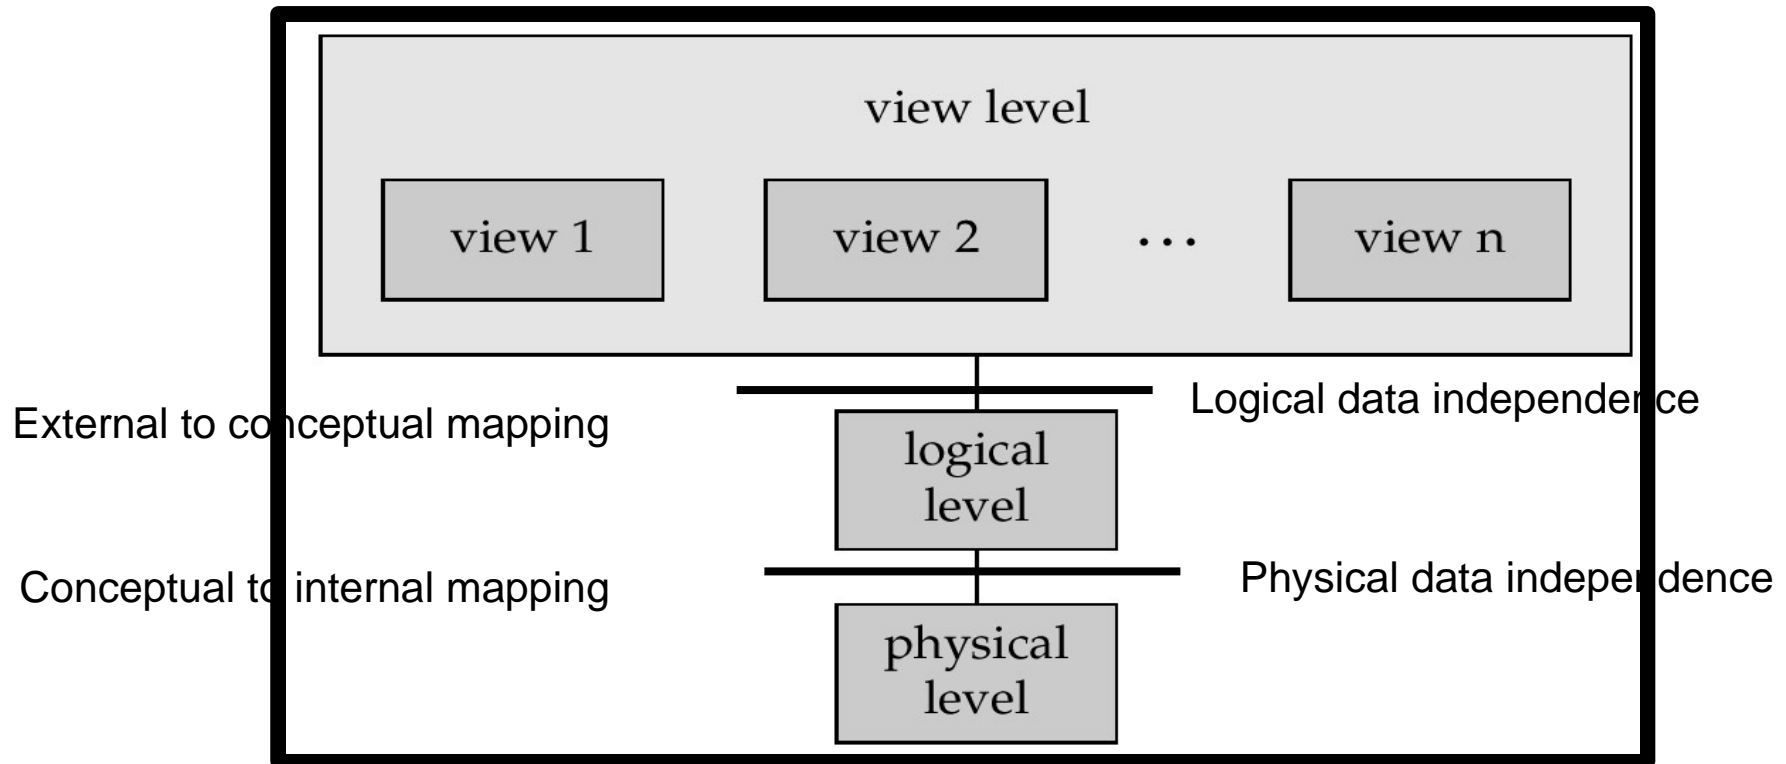 view level
view 1
view 2
...
view n
External to conceptual mapping
Logical data independence
logical
level
Conceptual to internal mapping
Physical data independence
physical
level